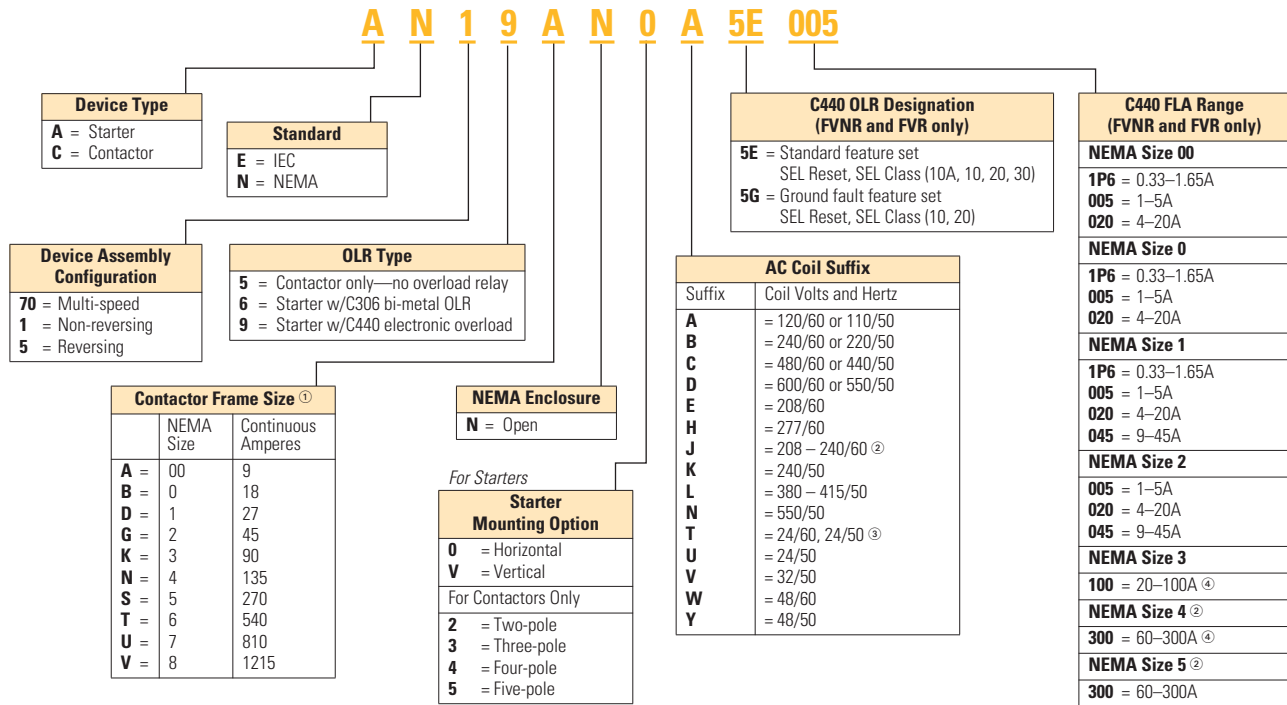 A N 1 9 A N 0 A 5E 005
Device Type
A = Starter
C = Contactor
Standard
E = IEC
N = NEMA
Device Assembly
Configuration
70 = Multi-speed
1 = Non-reversing
5 = Reversing
OLR Type
5 = Contactor only—no overload relay
6 = Starter w/C306 bi-metal OLR
9 = Starter w/C440 electronic overload
Contactor Frame Size ①
NEMA Size Continuous Amperes
A = 00 9
B = 0 18
D = 1 27
G = 2 45
K = 3 90
N = 4 135
S = 5 270
T = 6 540
U = 7 810
V = 8 1215
NEMA Enclosure
N = Open
For Starters
Starter
Mounting Option
0 = Horizontal
V = Vertical
For Contactors Only
2 = Two-pole
3 = Three-pole
4 = Four-pole
5 = Five-pole
C440 OLR Designation
(FVNR and FVR only)
5E = Standard feature set
SEL Reset, SEL Class (10A, 10, 20, 30)
5G = Ground fault feature set
SEL Reset, SEL Class (10, 20)
AC Coil Suffix
Suffix Coil Volts and Hertz
A = 120/60 or 110/50
B = 240/60 or 220/50
C = 480/60 or 440/50
D = 600/60 or 550/50
E = 208/60
H = 277/60
J = 208 – 240/60 ②
K = 240/50
L = 380 – 415/50
N = 550/50
T = 24/60, 24/50 ③
U = 24/50
V = 32/50
W = 48/60
Y = 48/50
C440 FLA Range
(FVNR and FVR only)
NEMA Size 00
1P6 = 0.33–1.65A
005 = 1–5A
020 = 4–20A
NEMA Size 0
1P6 = 0.33–1.65A
005 = 1–5A
020 = 4–20A
NEMA Size 1
1P6 = 0.33–1.65A
005 = 1–5A
020 = 4–20A
045 = 9–45A
NEMA Size 2
005 = 1–5A
020 = 4–20A
045 = 9–45A
NEMA Size 3
100 = 20–100A ④
NEMA Size 4 ②
300 = 60–300A ④
NEMA Size 5 ②
300 = 60–300A